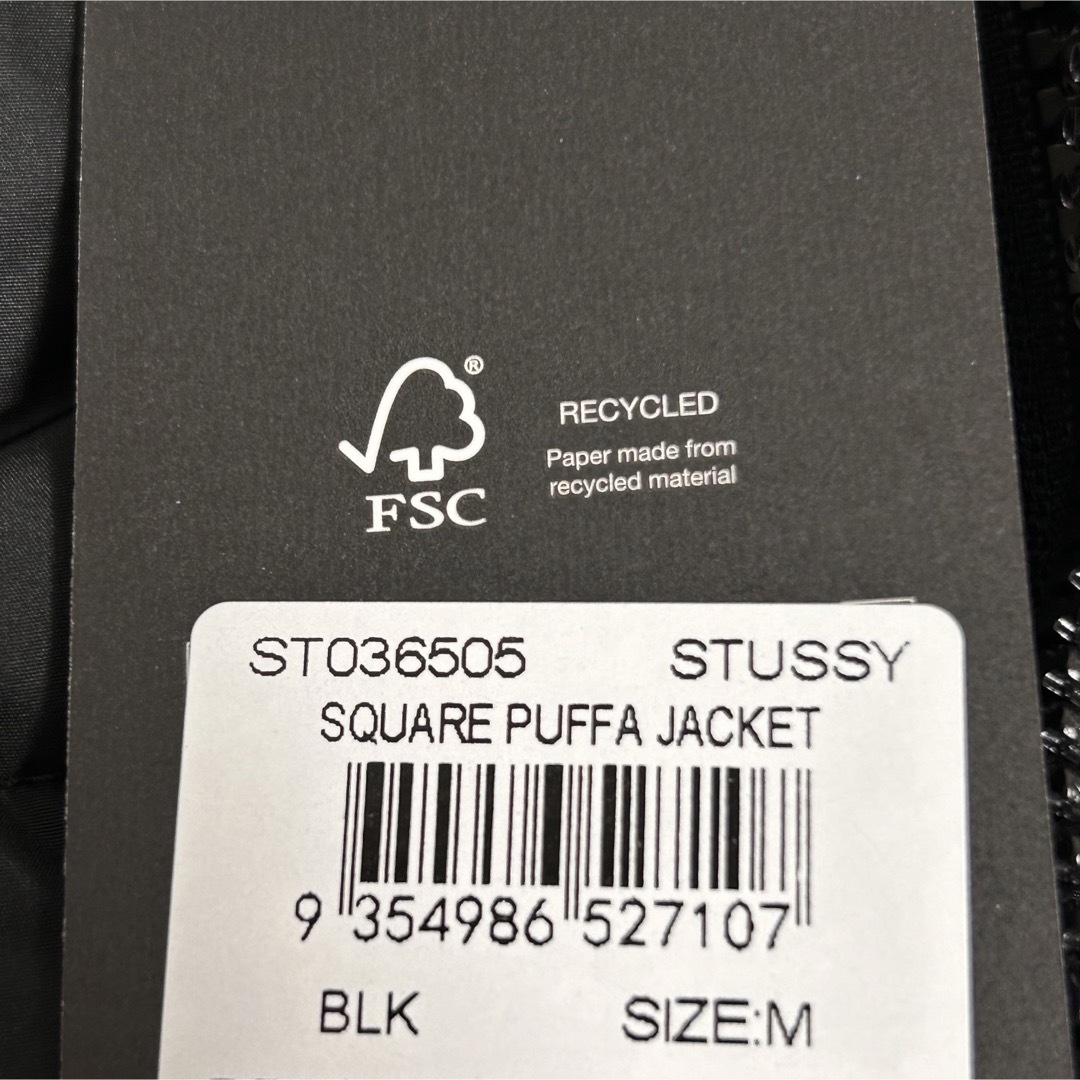 ®
FSC
RECYCLED
Paper made from
recycled material
ST036505 STUSSY
SQUARE PUFFA JACKET
9 354986 527107
BLK SIZE:M